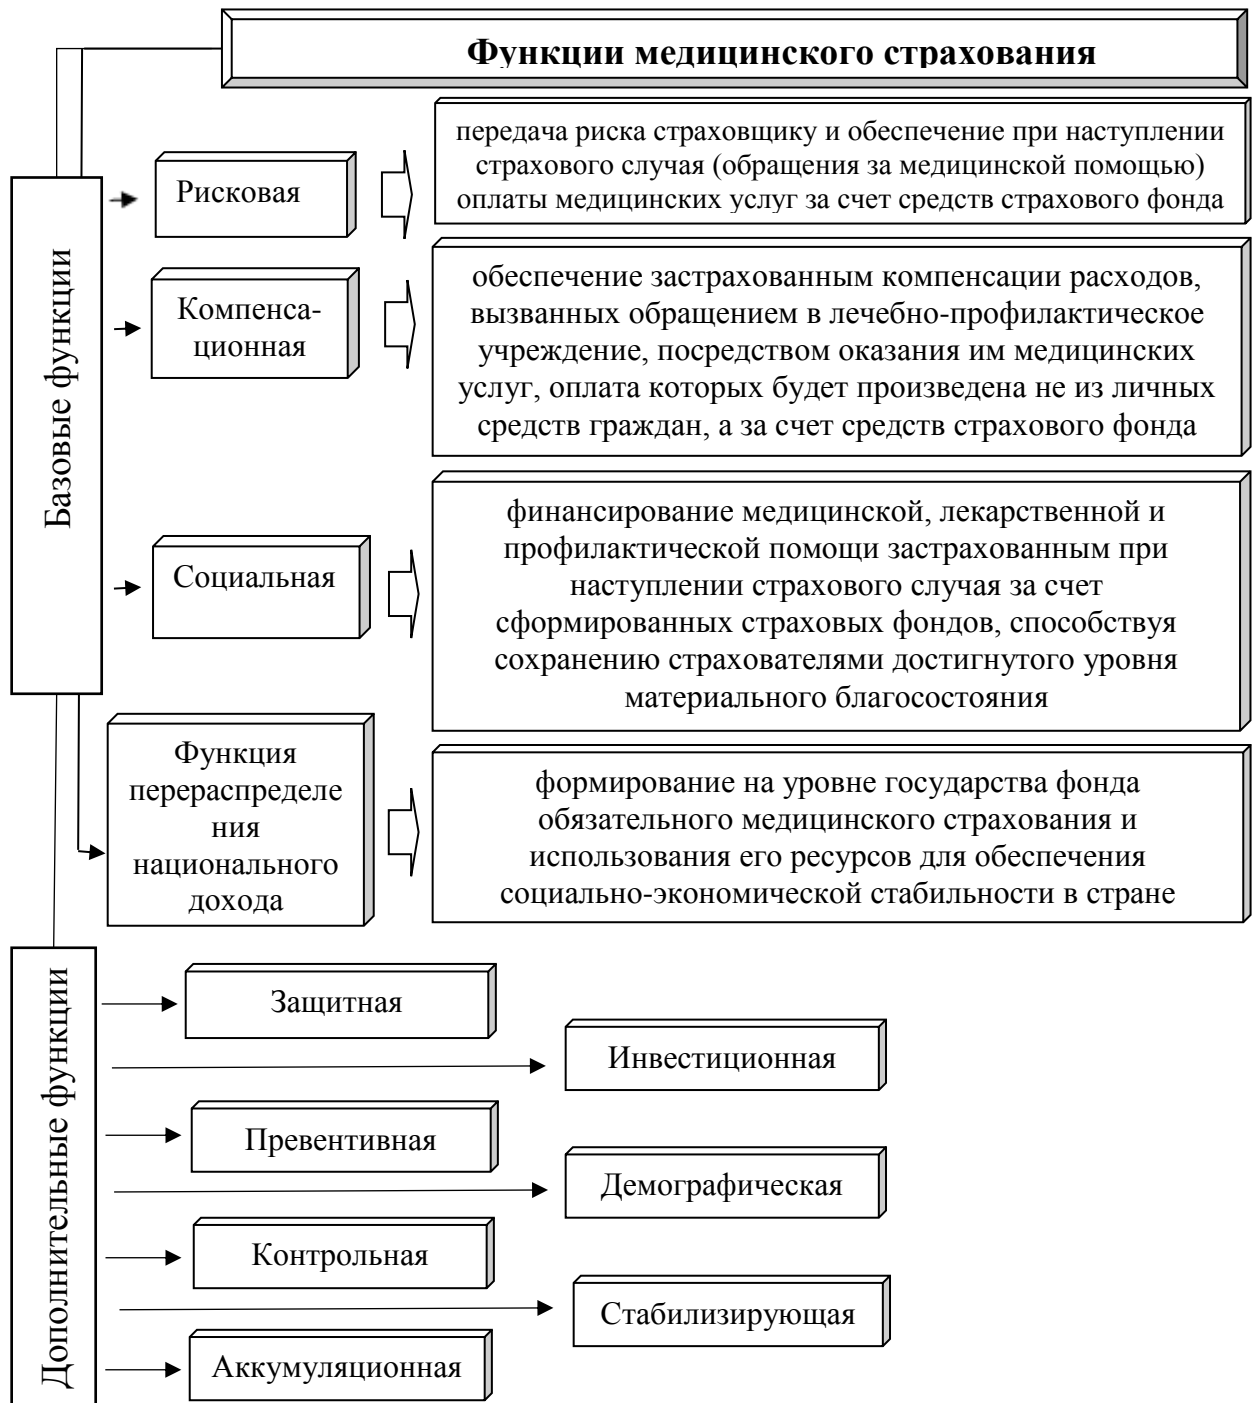 Функции медицинского страхования
Базовые функции
Рисковая
передача риска страховщику и обеспечение при наступлении
страхового случая (обращения за медицинской помощью)
оплаты медицинских услуг за счет средств страхового фонда
Компенса-
ционная
обеспечение застрахованным компенсации расходов,
вызванных обращением в лечебно-профилактическое
учреждение, посредством оказания им медицинских
услуг, оплата которых будет произведена не из личных
средств граждан, а за счет средств страхового фонда
Социальная
финансирование медицинской, лекарственной и
профилактической помощи застрахованным при
наступлении страхового случая за счет
сформированных страховых фондов, способствуя
сохранению страхователями достигнутого уровня
материального благосостояния
Функция
перераспределе
ния
национального
дохода
формирование на уровне государства фонда
обязательного медицинского страхования и
использования его ресурсов для обеспечения
социально-экономической стабильности в стране
Дополнительные функции
Защитная
Инвестиционная
Превентивная
Демографическая
Контрольная
Стабилизирующая
Аккумуляционная